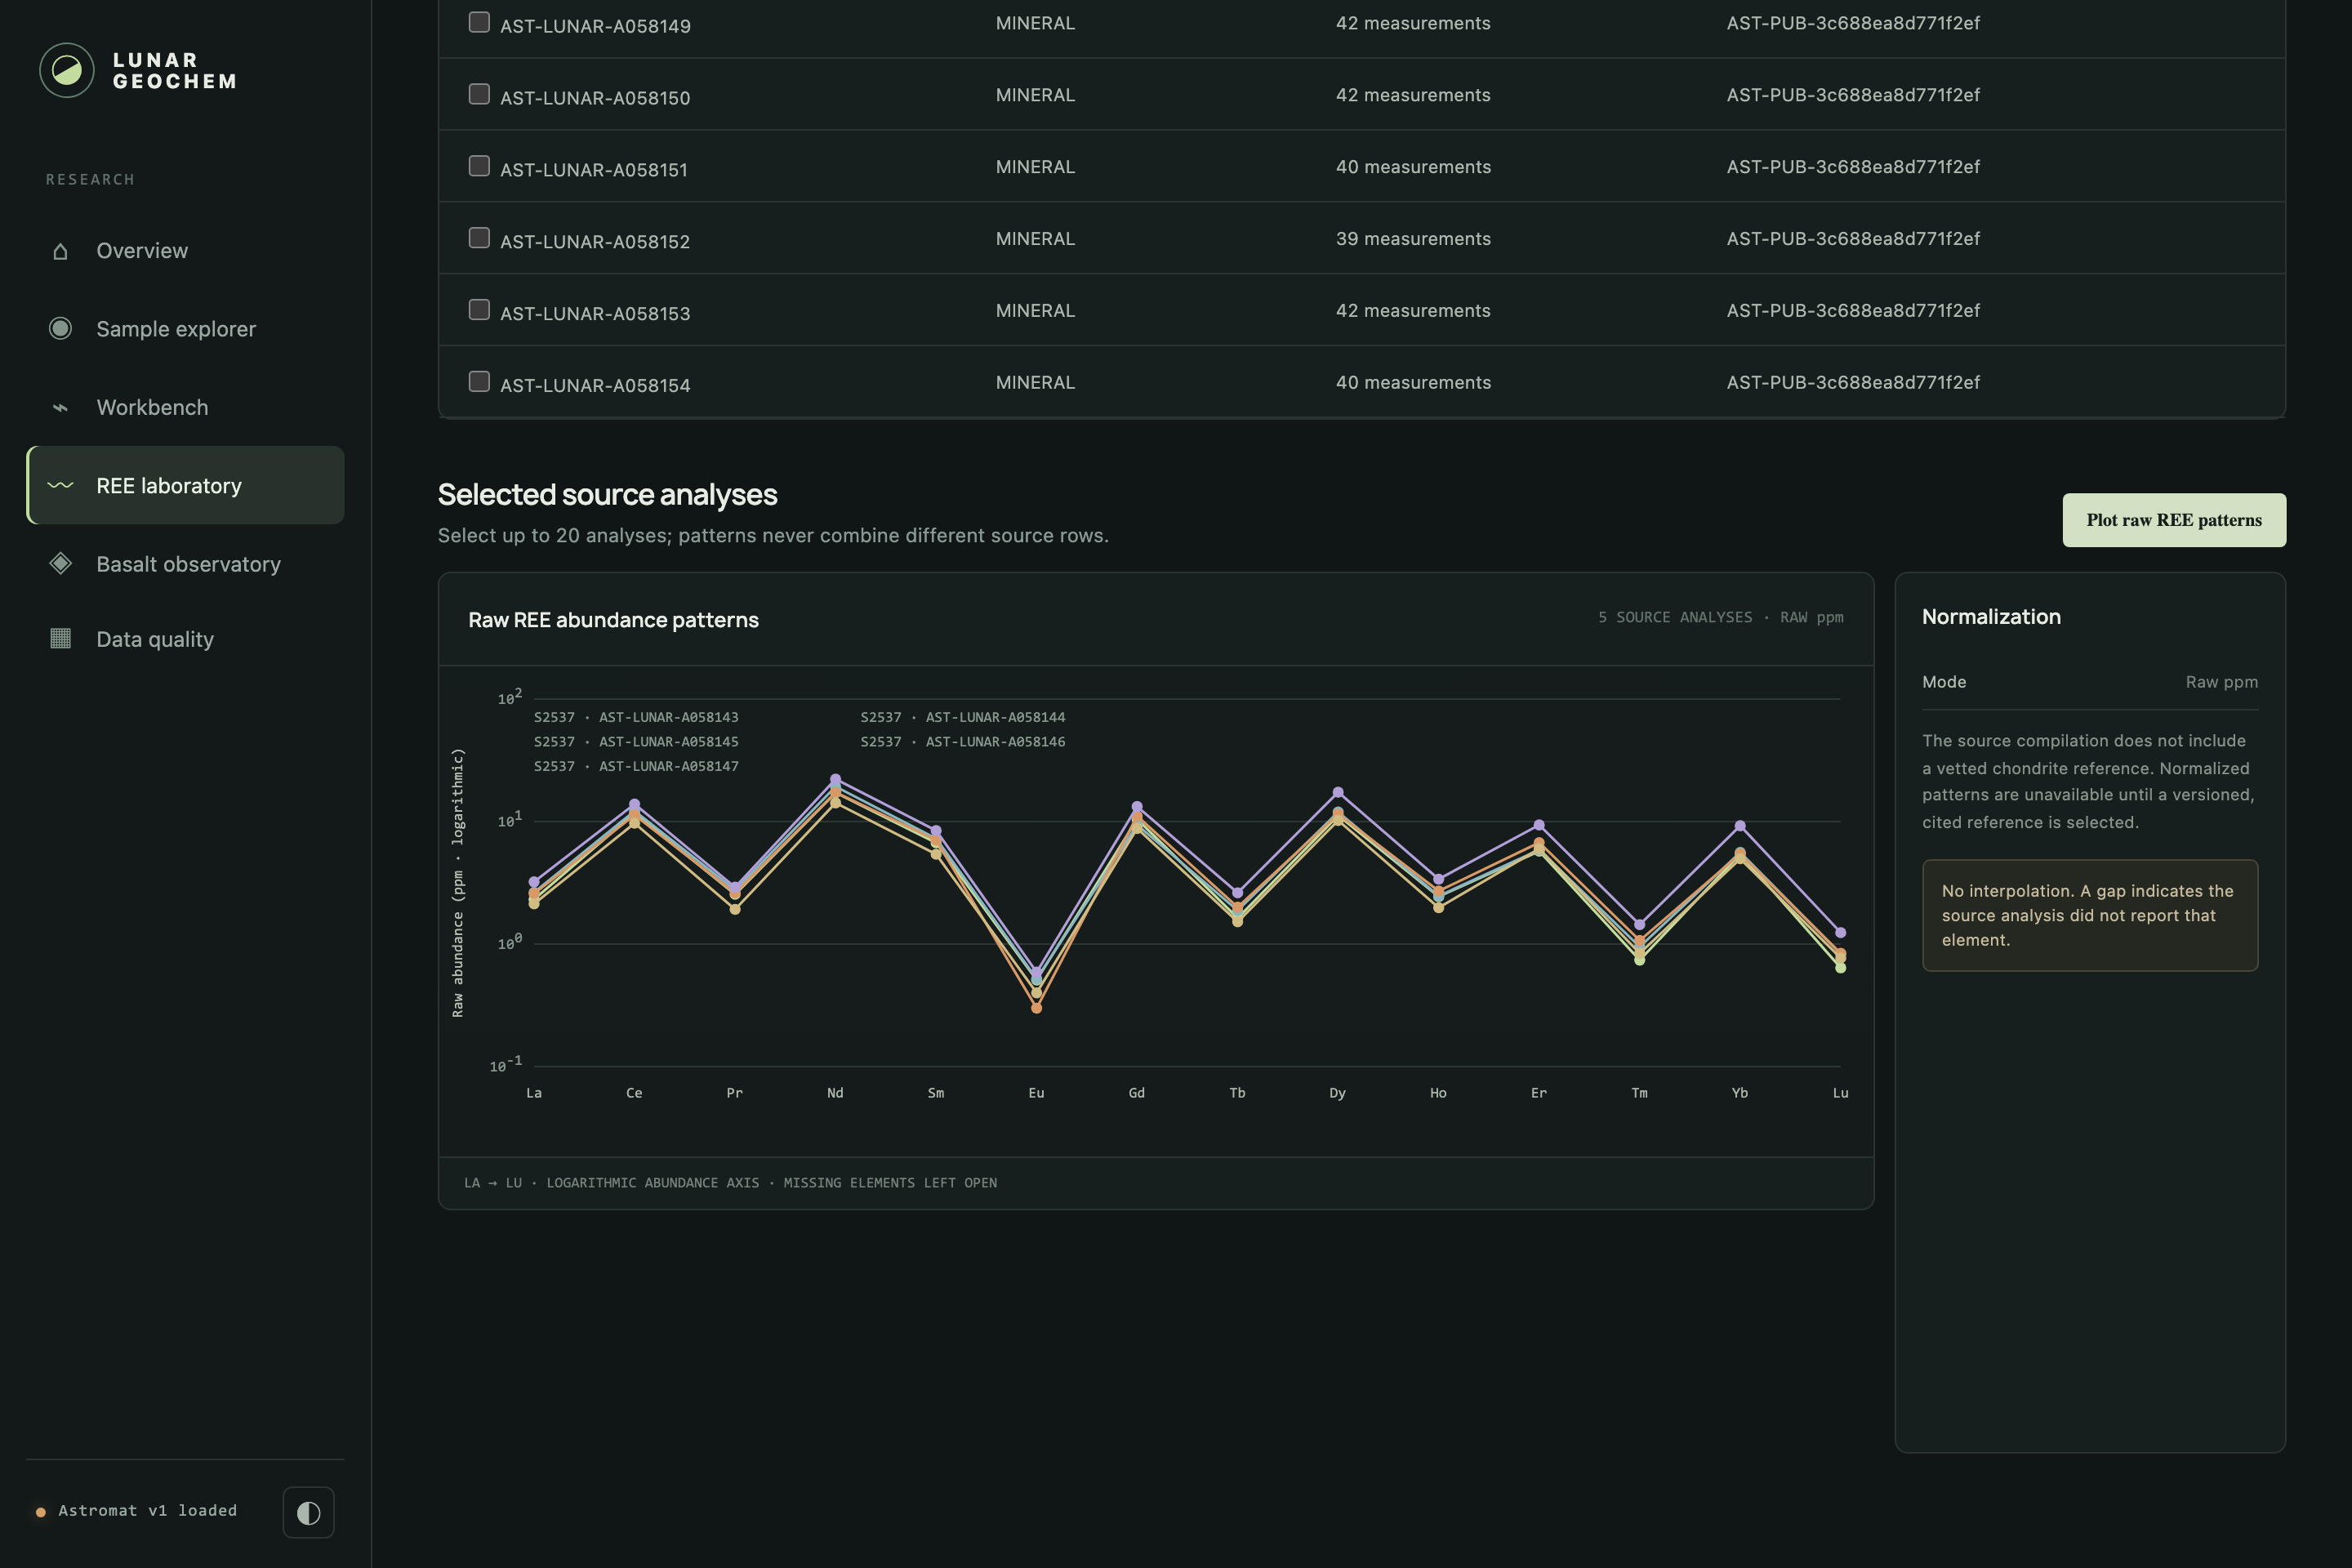 LUNAR
GEOCHEM
RESEARCH
Overview
Sample explorer
Workbench
REE laboratory
Basalt observatory
Data quality
Astromat v1 loaded
AST-LUNAR-A058149 MINERAL 42 measurements AST-PUB-3c688ea8d771f2ef
AST-LUNAR-A058150 MINERAL 42 measurements AST-PUB-3c688ea8d771f2ef
AST-LUNAR-A058151 MINERAL 40 measurements AST-PUB-3c688ea8d771f2ef
AST-LUNAR-A058152 MINERAL 39 measurements AST-PUB-3c688ea8d771f2ef
AST-LUNAR-A058153 MINERAL 42 measurements AST-PUB-3c688ea8d771f2ef
AST-LUNAR-A058154 MINERAL 40 measurements AST-PUB-3c688ea8d771f2ef
Selected source analyses
Select up to 20 analyses; patterns never combine different source rows.
Plot raw REE patterns
Raw REE abundance patterns
5 SOURCE ANALYSES · RAW ppm
Raw abundance (ppm · logarithmic)
10²
S2537 · AST-LUNAR-A058143 S2537 · AST-LUNAR-A058144
S2537 · AST-LUNAR-A058145 S2537 · AST-LUNAR-A058146
S2537 · AST-LUNAR-A058147
10¹
10⁰
10⁻¹
La Ce Pr Nd Sm Eu Gd Tb Dy Ho Er Tm Yb Lu
LA → LU · LOGARITHMIC ABUNDANCE AXIS · MISSING ELEMENTS LEFT OPEN
Normalization
Mode Raw ppm
The source compilation does not include
a vetted chondrite reference. Normalized
patterns are unavailable until a versioned,
cited reference is selected.
No interpolation. A gap indicates the
source analysis did not report that
element.